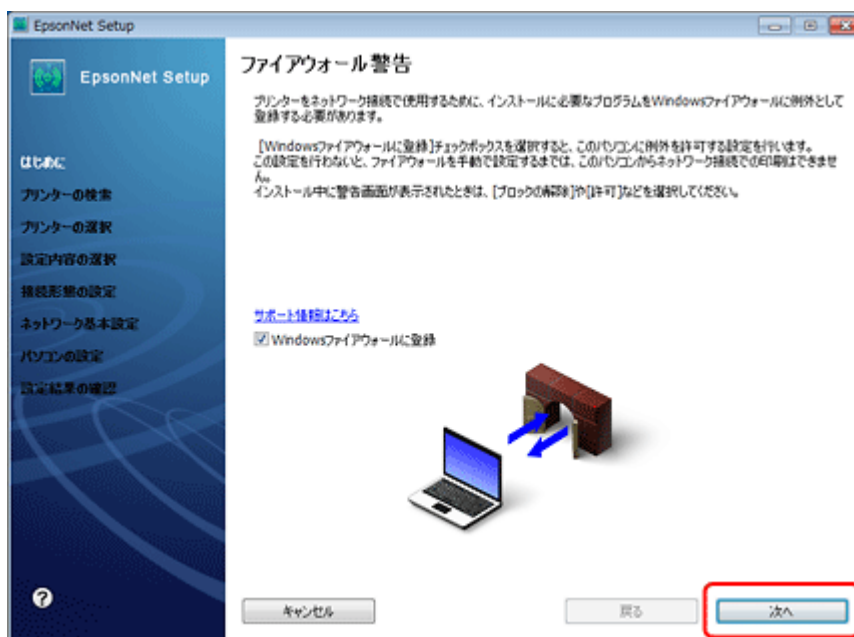 EpsonNet Setup
EpsonNet Setup
はじめに
プリンターの検索
プリンターの選択
設定内容の選択
接続形態の設定
ネットワーク基本設定
パソコンの設定
設定結果の確認
ファイアウォール警告
プリンターをネットワーク接続で使用するために、インストールに必要なプログラムをWindowsファイアウォールに例外として
登録する必要があります。
[Windowsファイアウォールに登録]チェックボックスを選択すると、このパソコンに例外を許可する設定を行います。
この設定を行わないと、ファイアウォールを手動で設定するまでは、このパソコンからネットワーク接続での印刷はできませ
ん。
インストール中に警告画面が表示されたときは、[ブロックの解除]や[許可]などを選択してください。
サポート情報はこちら
Windowsファイアウォールに登録
?
キャンセル
戻る
次へ